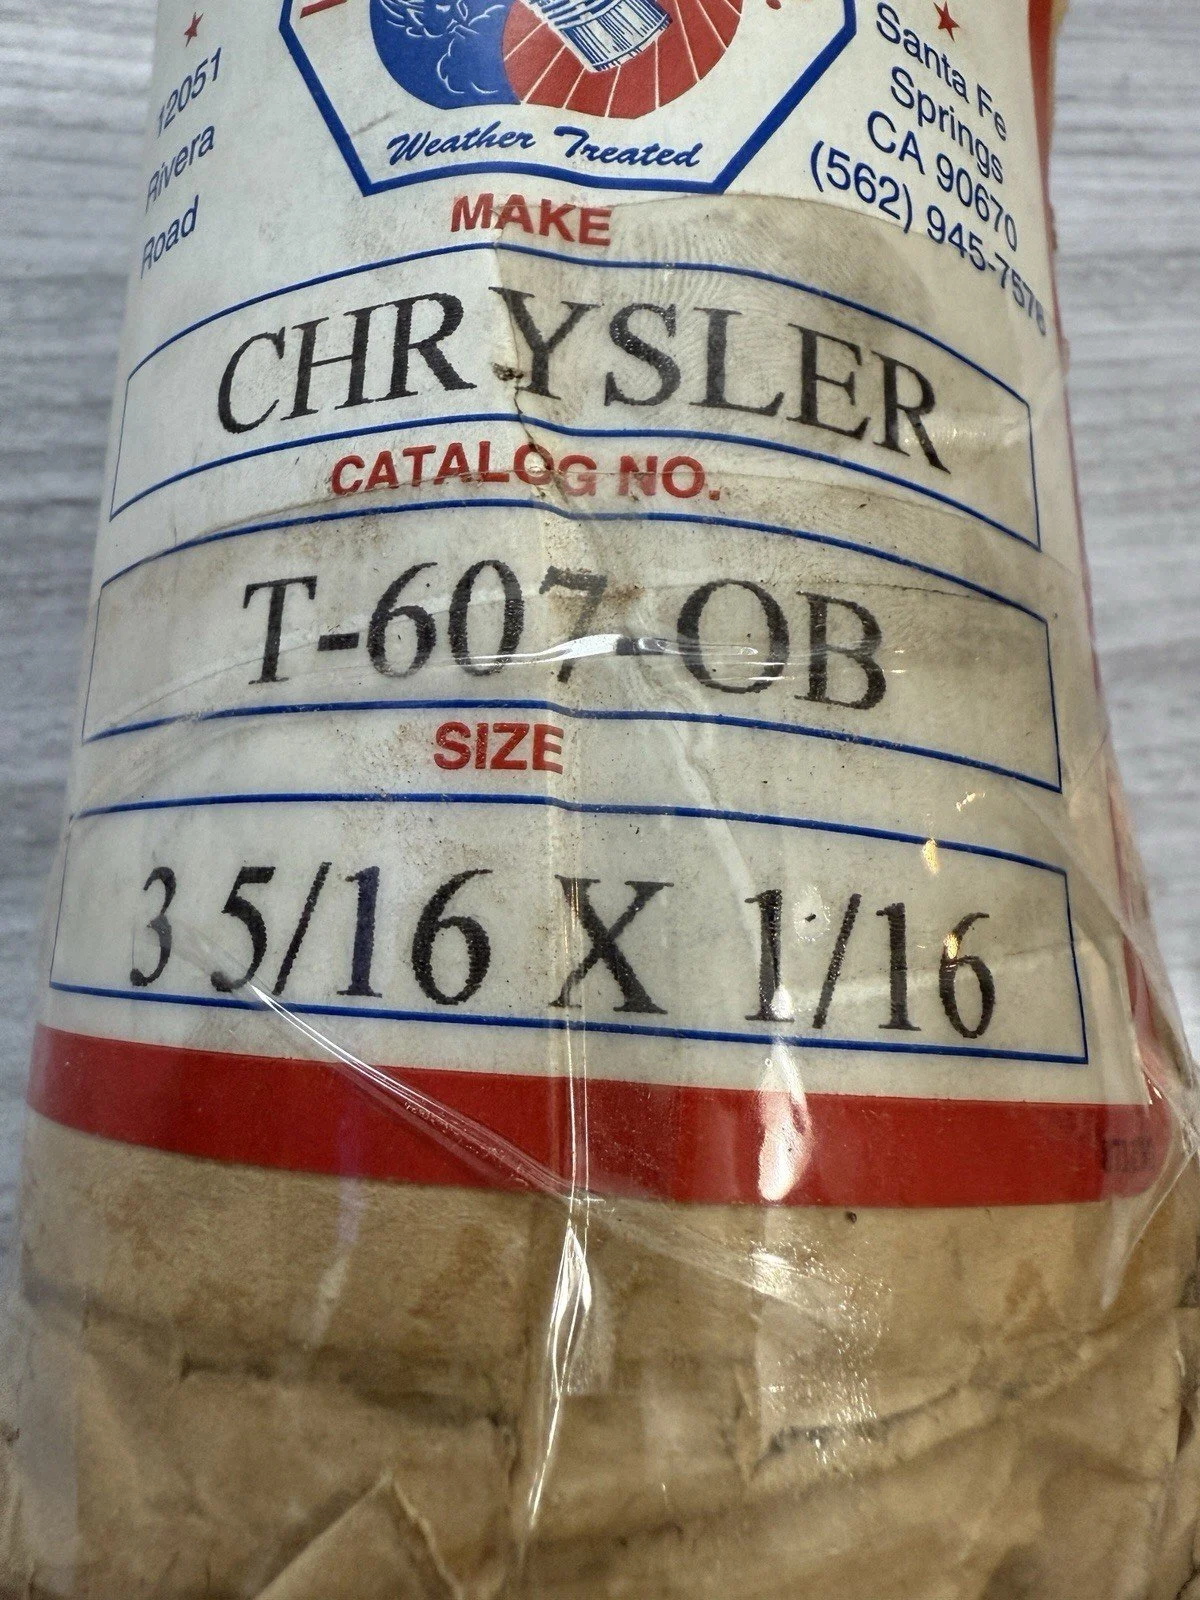 12051
Rivera
Road
Weather Treated
Santa Fe
Springs
CA 90670
(562) 945-7578
MAKE
CHRYSLER
CATALOG NO.
T-607-OB
SIZE
3 5/16 X 1/16